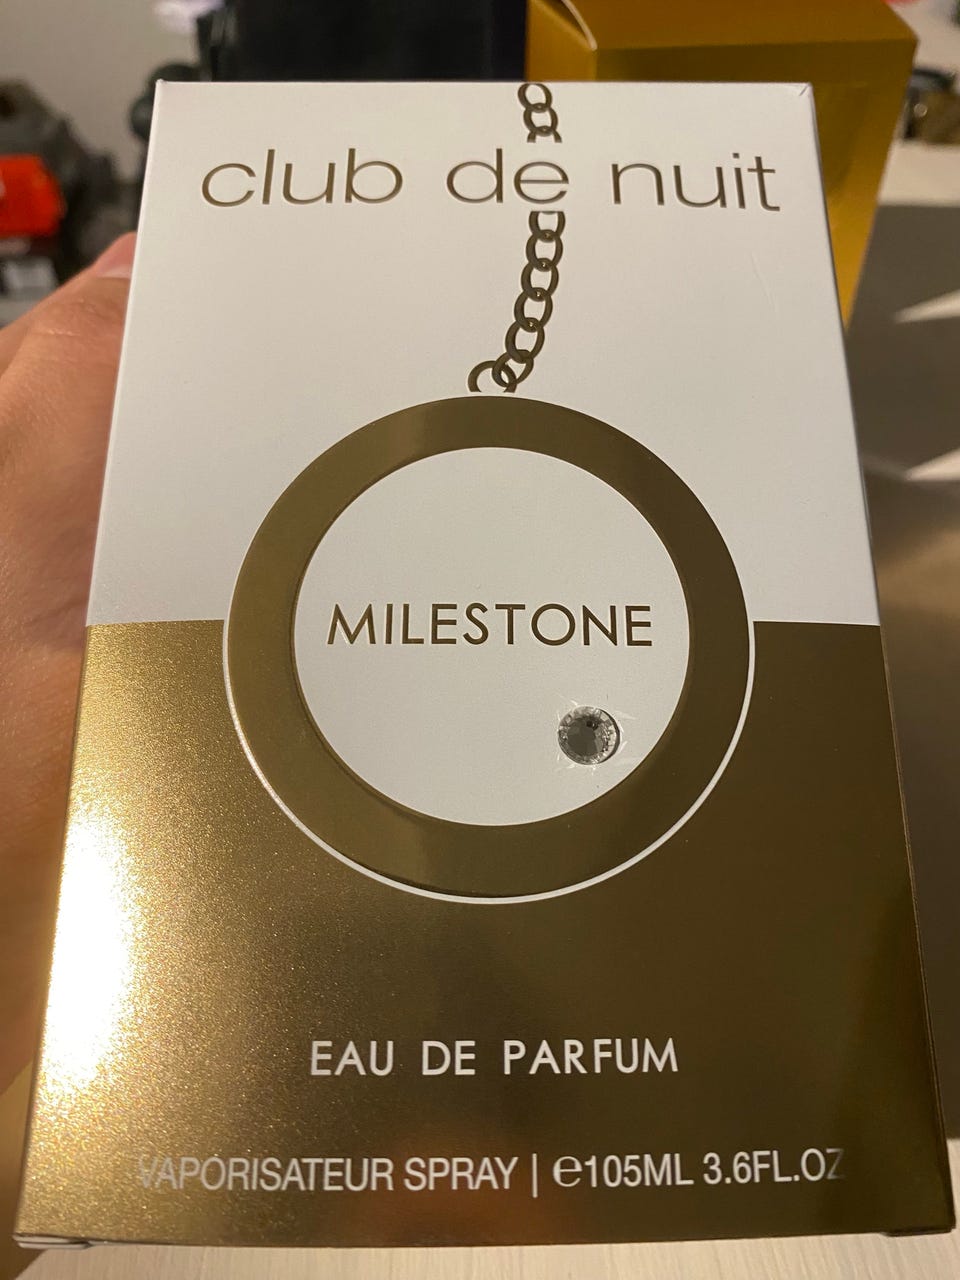 club de nuit
MILESTONE
EAU DE PARFUM
VAPORISATEUR SPRAY | ℮105ML 3.6FL.OZ